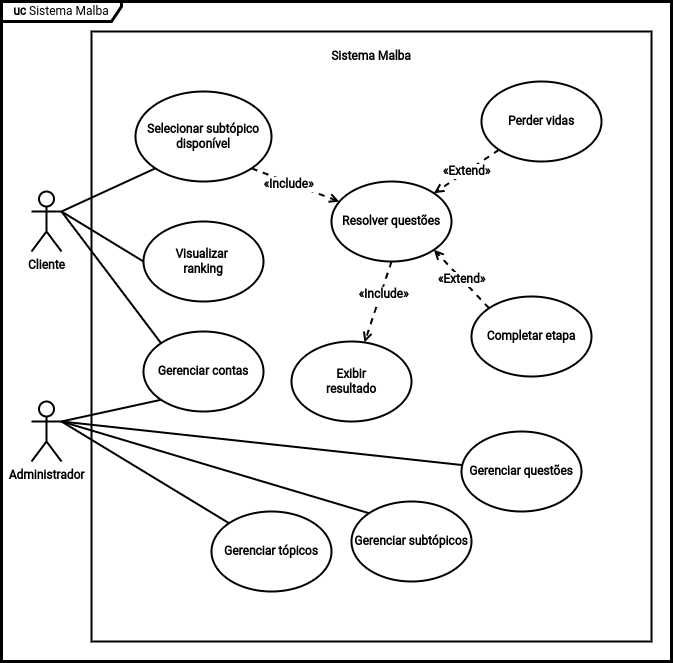 uc Sistema Malba
Sistema Malba
Selecionar subtópico
disponível
Perder vidas
«Extend»
«Include»
Resolver questões
Cliente
Visualizar
ranking
«Extend»
«Include»
Completar etapa
Gerenciar contas
Exibir
resultado
Administrador
Gerenciar questões
Gerenciar tópicos
Gerenciar subtópicos